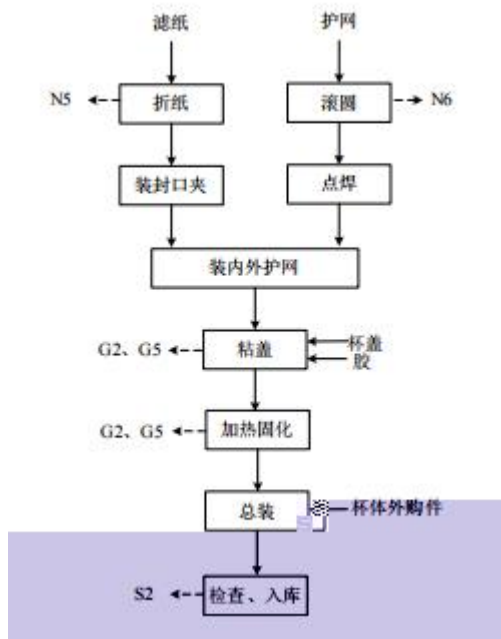 滤纸
护网
N5
折纸
滚圆
N6
装封口夹
点焊
装内外护网
G2、G5
粘盖
杯盖
胶
G2、G5
加热固化
总装
杯体外购件
S2
检查、入库